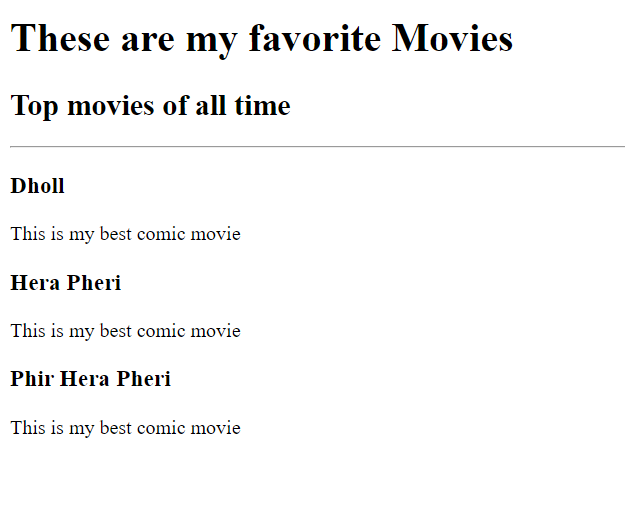 These are my favorite Movies
Top movies of all time
Dholl
This is my best comic movie
Hera Pheri
This is my best comic movie
Phir Hera Pheri
This is my best comic movie